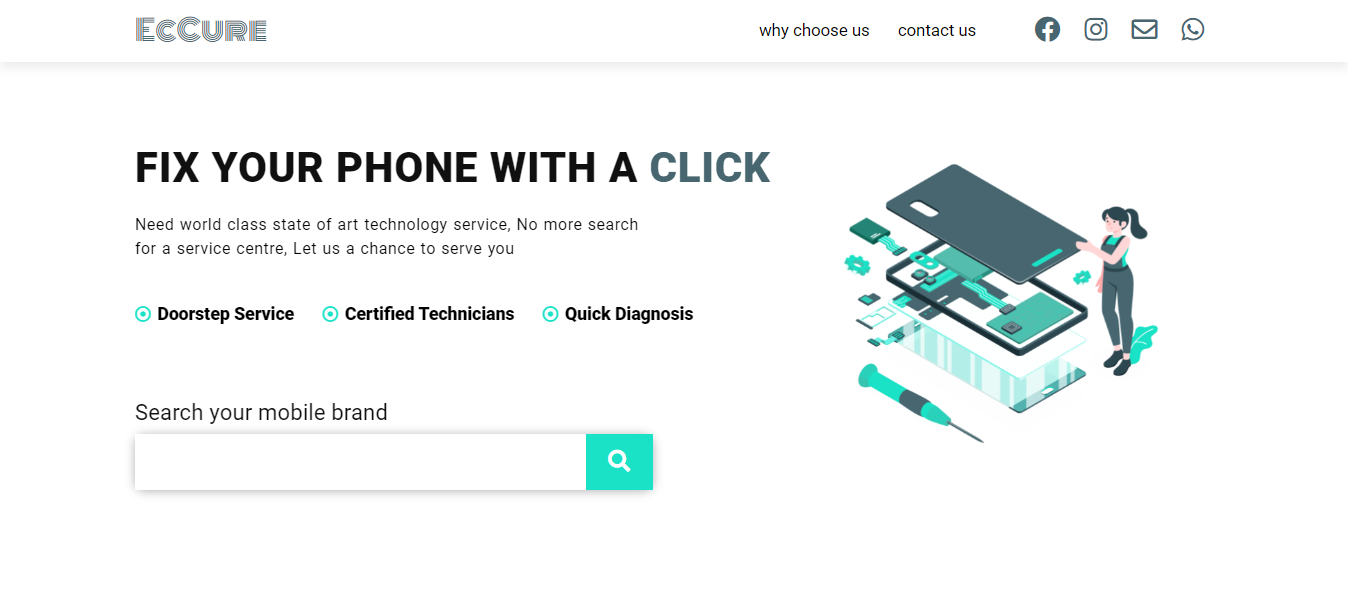 EcCure
why choose us
contact us
FIX YOUR PHONE WITH A CLICK
Need world class state of art technology service, No more search
for a service centre, Let us a chance to serve you
Doorstep Service
Certified Technicians
Quick Diagnosis
Search your mobile brand